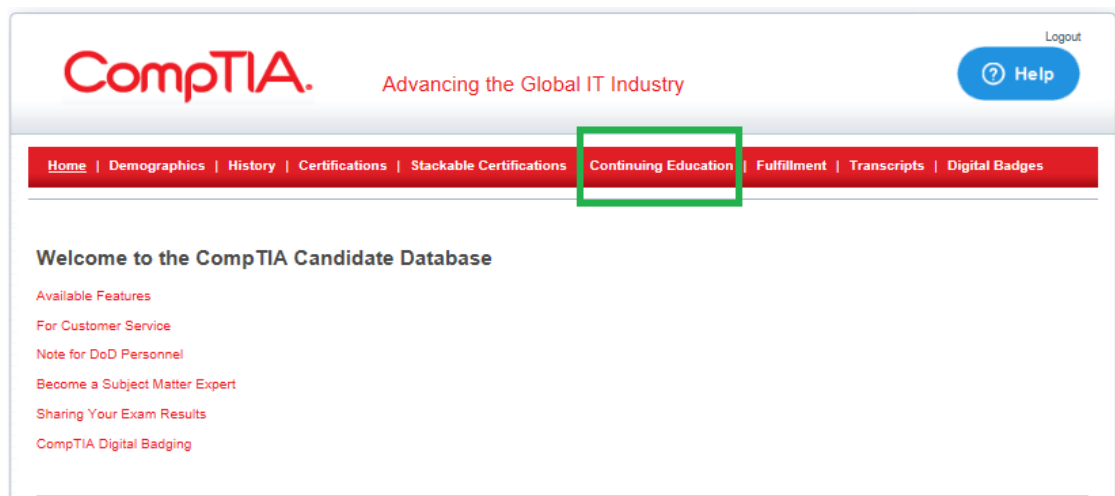 Logout
CompTIA.
Advancing the Global IT Industry
? Help
Home | Demographics | History | Certifications | Stackable Certifications Continuing Education | Fulfillment | Transcripts | Digital Badges
Welcome to the CompTIA Candidate Database
Available Features
For Customer Service
Note for DoD Personnel
Become a Subject Matter Expert
Sharing Your Exam Results
CompTIA Digital Badging